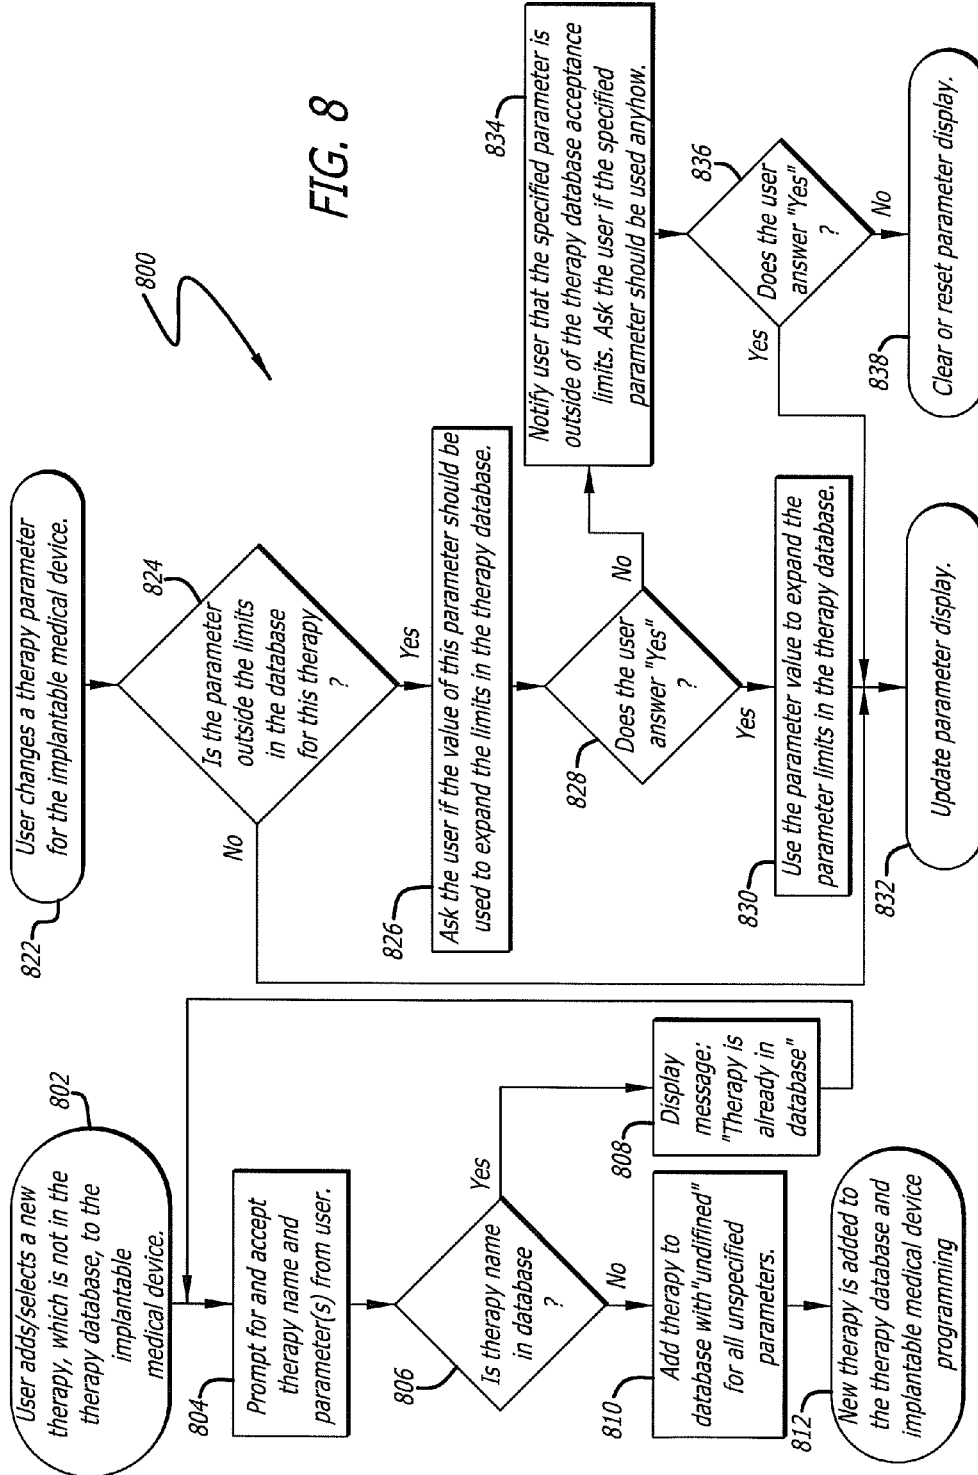 FIG. 8
800
802
User adds/selects a new
therapy, which is not in the
therapy database, to the
implantable
medical device.
804
Prompt for and accept
therapy name and
parameter(s) from user.
806
Is therapy name
in database
?
Yes
No
808
Display
message:
"Therapy is
already in
database"
810
Add therapy to
database with "undifined"
for all unspecified
parameters.
812
New therapy is added to
the therapy database and
implantable medical device
programming
822
User changes a therapy parameter
for the implantable medical device.
824
Is the parameter
outside the limits
in the database
for this therapy
?
No
Yes
826
Ask the user if the value of this parameter should be
used to expand the limits in the therapy database.
828
Does the user
answer "Yes"
?
No
Yes
830
Use the parameter value to expand the
parameter limits in the therapy database.
832
Update parameter display.
834
Notify user that the specified parameter is
outside of the therapy database acceptance
limits. Ask the user if the specified
parameter should be used anyhow.
836
Does the user
answer "Yes"
?
Yes
No
838
Clear or reset parameter display.